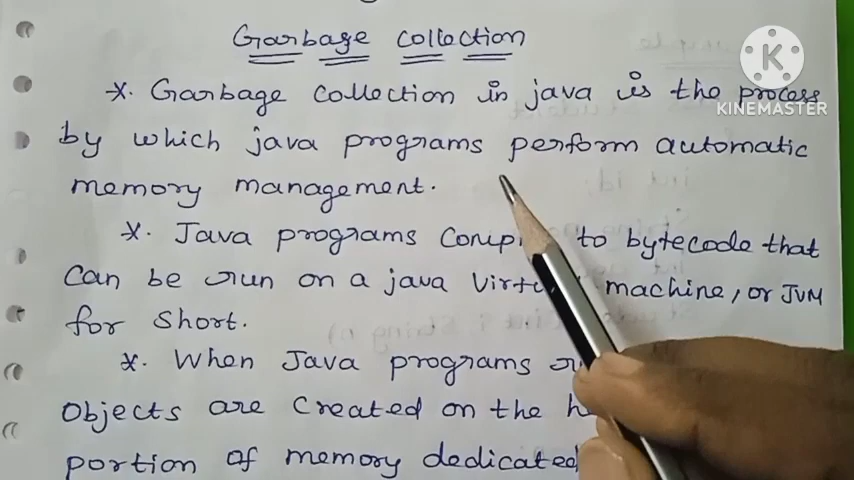 Garbage Collection
K
KINEMASTER
*. Garbage Collection in java is the process
by which java programs perform automatic
memory management.
*. Java programs to bytecode that
can be run on a java machine, or JVM
for short.
*. When Java programs
Objects are Created on the
portion of memory dedicated